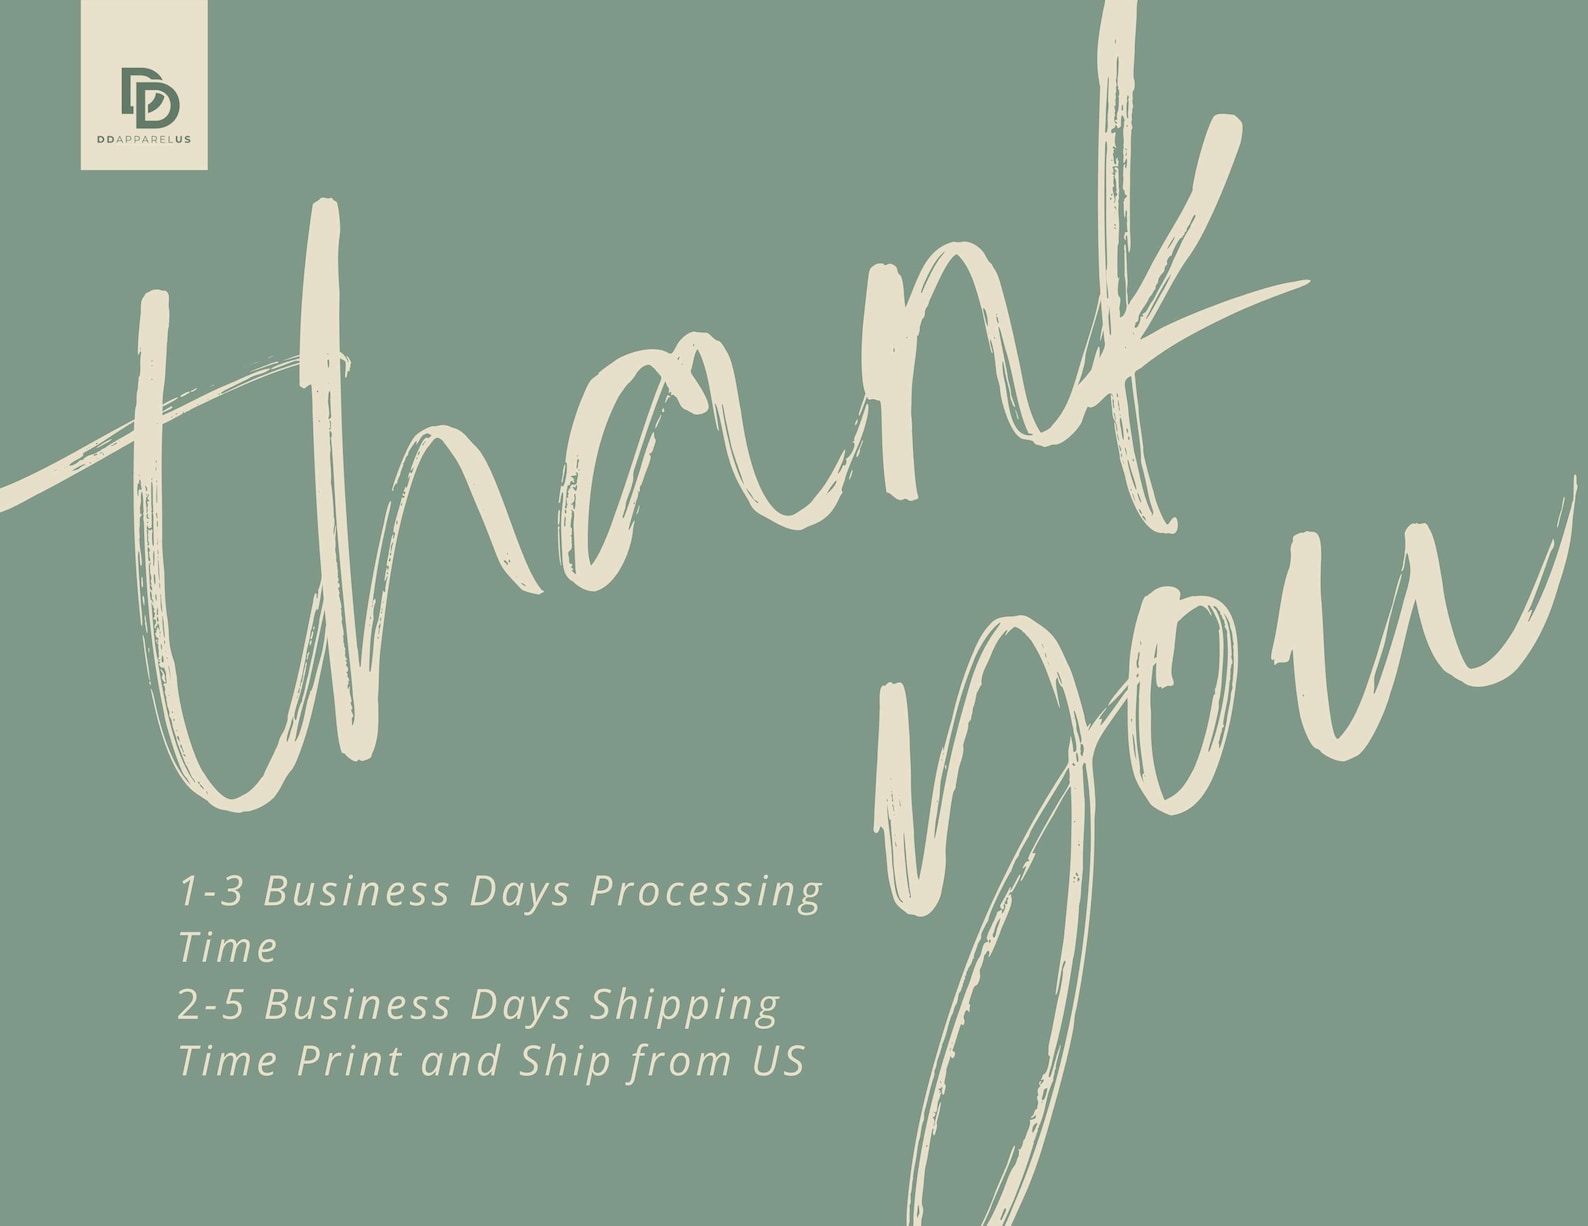 DDAPPARELUS
thank
you
1-3 Business Days Processing
Time
2-5 Business Days Shipping
Time Print and Ship from US